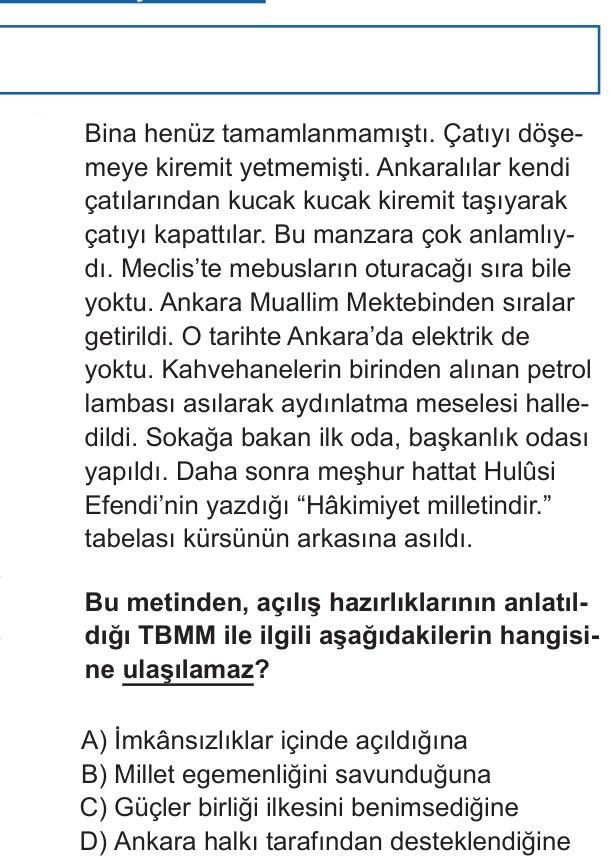 Bina henüz tamamlanmamıştı. Çatıyı döşe-
meye kiremit yetmemişti. Ankaralılar kendi
çatılarından kucak kucak kiremit taşıyarak
çatıyı kapattılar. Bu manzara çok anlamlıy-
dı. Meclis’te mebusların oturacağı sıra bile
yoktu. Ankara Muallim Mektebinden sıralar
getirildi. O tarihte Ankara’da elektrik de
yoktu. Kahvehanelerin birinden alınan petrol
lambası asılarak aydınlatma meselesi halle-
dildi. Sokağa bakan ilk oda, başkanlık odası
yapıldı. Daha sonra meşhur hattat Hulûsi
Efendi’nin yazdığı “Hâkimiyet milletindir.”
tabelası kürsünün arkasına asıldı.
Bu metinden, açılış hazırlıklarının anlatıl-
dığı TBMM ile ilgili aşağıdakilerin hangisi-
ne ulaşılamaz?
A) İmkânsızlıklar içinde açıldığına
B) Millet egemenliğini savunduğuna
C) Güçler birliği ilkesini benimsediğine
D) Ankara halkı tarafından desteklendiğine